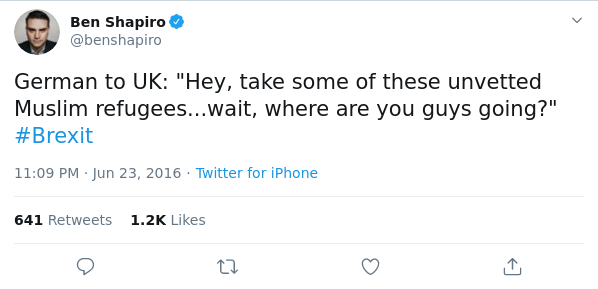 Ben Shapiro
@benshapiro
German to UK: "Hey, take some of these unvetted
Muslim refugees...wait, where are you guys going?"
#Brexit
11:09 PM · Jun 23, 2016 · Twitter for iPhone
641 Retweets 1.2K Likes